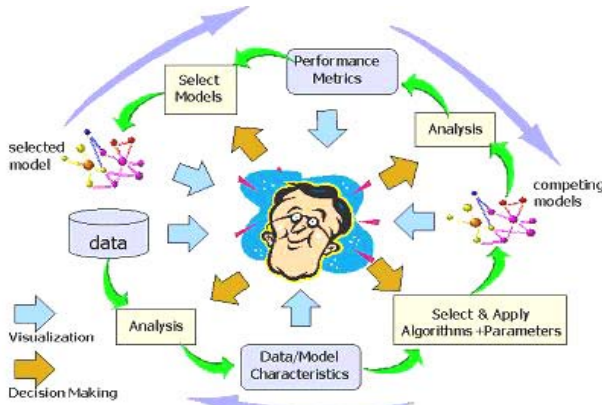 Performance
Metrics
Select
Models
Analysis
selected
model
competing
models
data
Analysis
Select & Apply
Algorithms +Parameters
Data/Model
Characteristics
Visualization
Decision Making